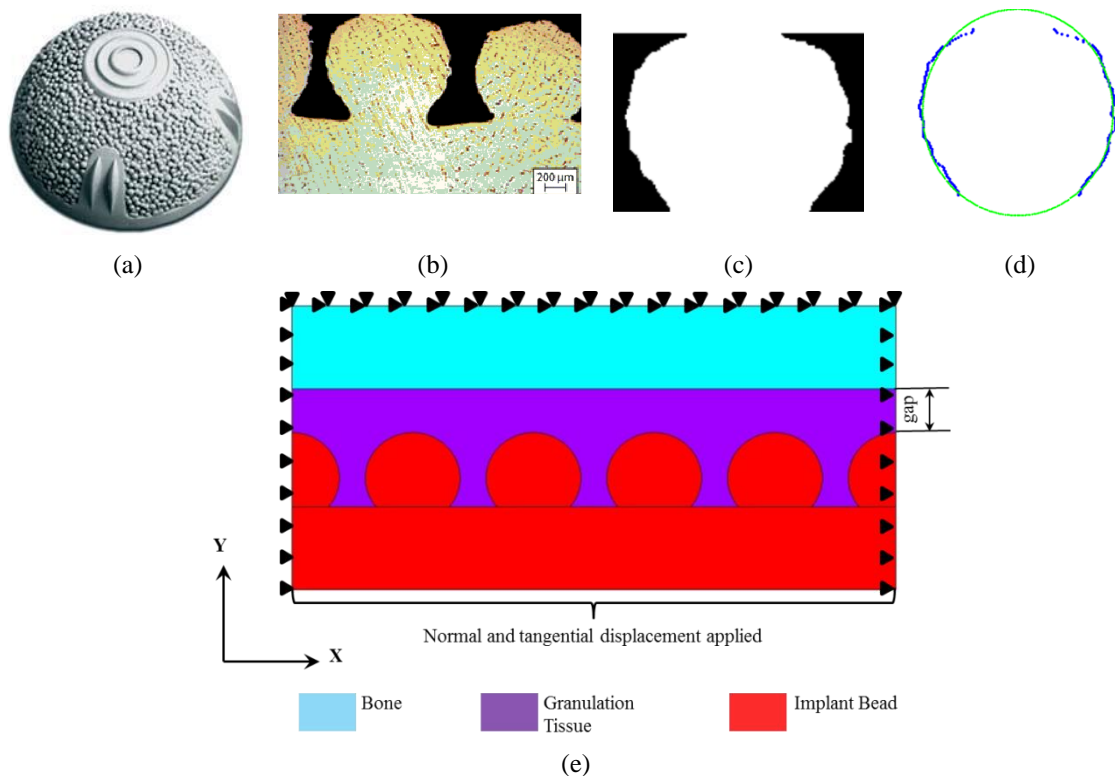 200 μm
(a)
(b)
(c)
(d)
gap
Y
X
Normal and tangential displacement applied
Bone
Granulation
Tissue
Implant Bead
(e)